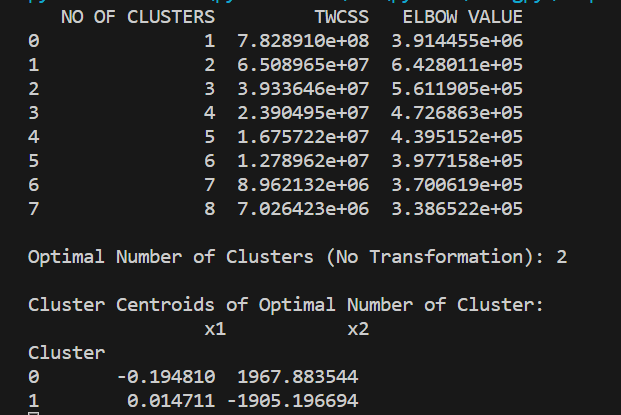 NO OF CLUSTERS TWCSS ELBOW VALUE
0 1 7.828910e+08 3.914455e+06
1 2 6.508965e+07 6.428011e+05
2 3 3.933646e+07 5.611905e+05
3 4 2.390495e+07 4.726863e+05
4 5 1.675722e+07 4.395152e+05
5 6 1.278962e+07 3.977158e+05
6 7 8.962132e+06 3.700619e+05
7 8 7.026423e+06 3.386522e+05
Optimal Number of Clusters (No Transformation): 2
Cluster Centroids of Optimal Number of Cluster:
x1 x2
Cluster
0 -0.194810 1967.883544
1 0.014711 -1905.196694